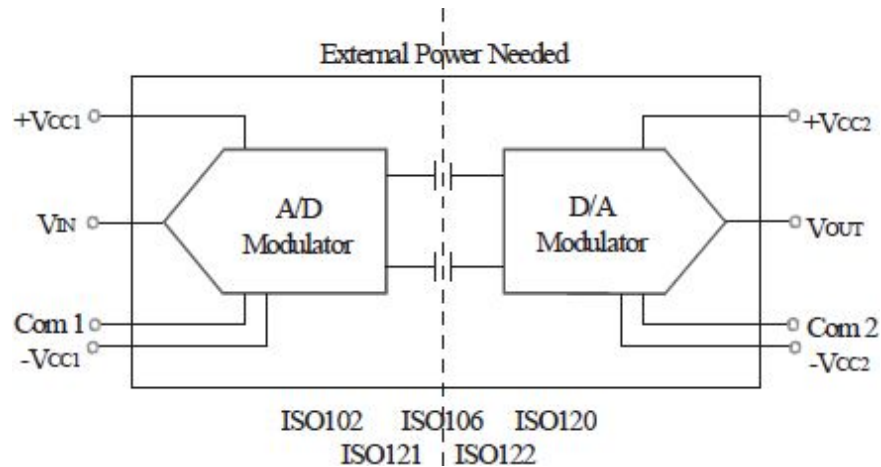 External Power Needed
+VCC1
+VCC2
A/D
Modulator
D/A
Modulator
VIN
VOUT
Com 1
Com 2
-VCC1
-VCC2
ISO102 ISO106 ISO120
ISO121 ISO122